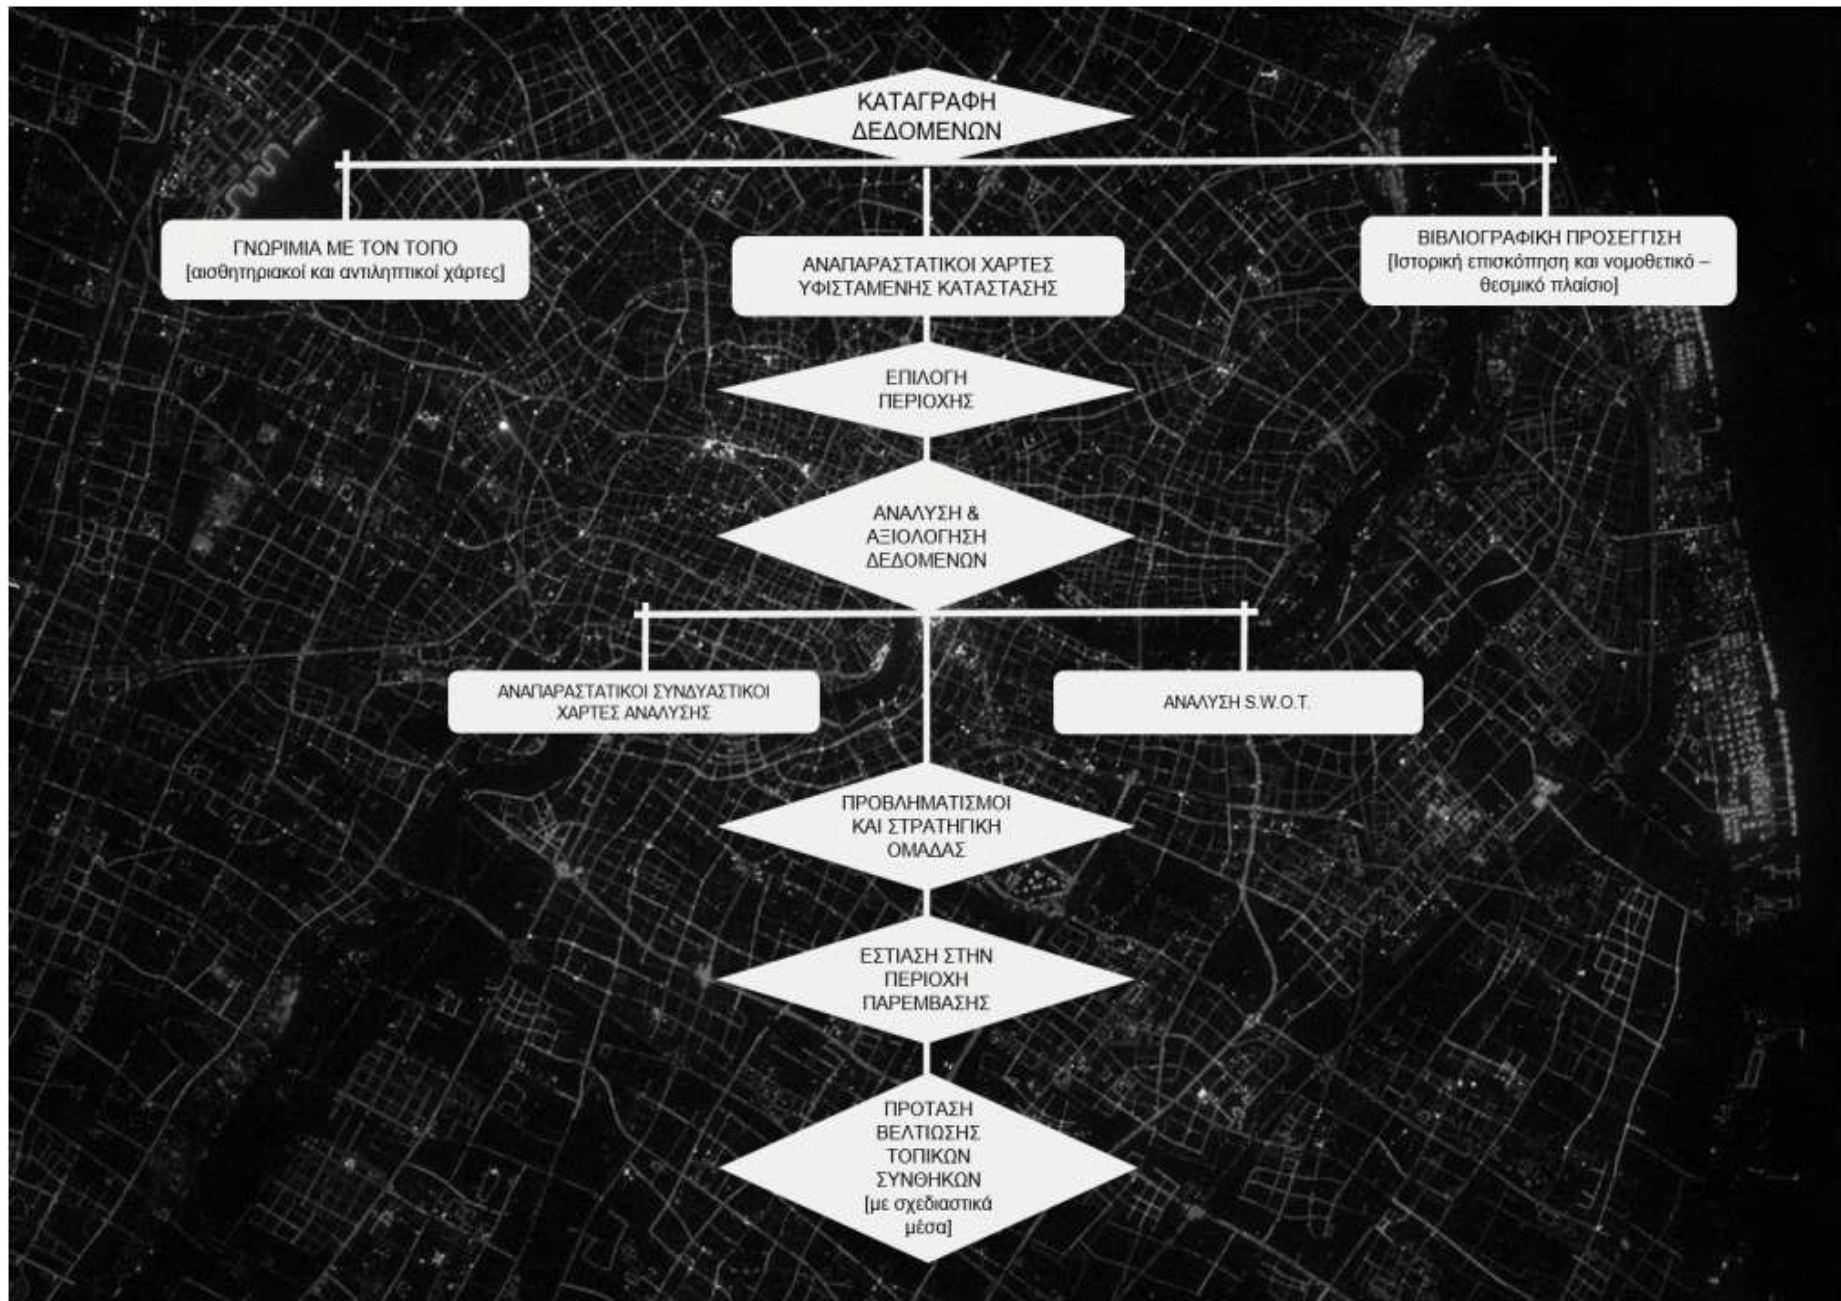 ΚΑΤΑΓΡΑΦΗ
ΔΕΔΟΜΕΝΩΝ
ΓΝΩΡΙΜΙΑ ΜΕ ΤΟΝ ΤΟΠΟ
[αισθητηριακοί και αντιληπτικοί χάρτες]
ΑΝΑΠΑΡΑΣΤΑΤΙΚΟΙ ΧΑΡΤΕΣ
ΥΦΙΣΤΑΜΕΝΗΣ ΚΑΤΑΣΤΑΣΗΣ
ΒΙΒΛΙΟΓΡΑΦΙΚΗ ΠΡΟΣΕΓΓΙΣΗ
[Ιστορική επισκόπηση και νομοθετικό –
θεσμικό πλαίσιο]
ΕΠΙΛΟΓΗ
ΠΕΡΙΟΧΗΣ
ΑΝΑΛΥΣΗ &
ΑΞΙΟΛΟΓΗΣΗ
ΔΕΔΟΜΕΝΩΝ
ΑΝΑΠΑΡΑΣΤΑΤΙΚΟΙ ΣΥΝΔΥΑΣΤΙΚΟΙ
ΧΑΡΤΕΣ ΑΝΑΛΥΣΗΣ
ΑΝΑΛΥΣΗ S.W.O.T.
ΠΡΟΒΛΗΜΑΤΙΣΜΟΙ
ΚΑΙ ΣΤΡΑΤΗΓΙΚΗ
ΟΜΑΔΑΣ
ΕΣΤΙΑΣΗ ΣΤΗΝ
ΠΕΡΙΟΧΗ
ΠΑΡΕΜΒΑΣΗΣ
ΠΡΟΤΑΣΗ
ΒΕΛΤΙΩΣΗΣ
ΤΟΠΙΚΩΝ
ΣΥΝΘΗΚΩΝ
[με σχεδιαστικά
μέσα]